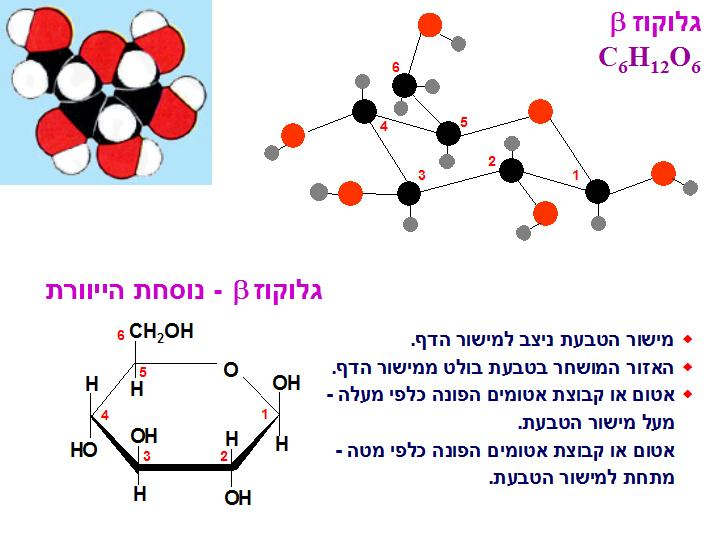 גלוקוז β
C6H12O6
6
4
5
3
2
1
גלוקוז β - נוסחת הייוורת
6 CH2OH
5
O
H
H
OH
4
1
HO
OH
H
H
3
2
H
OH
מישור הטבעת ניצב למישור הדף.
האזור המושחר בטבעת בולט ממישור הדף.
אטום או קבוצת אטומים הפונה כלפי מעלה -
מעל מישור הטבעת.
אטום או קבוצת אטומים הפונה כלפי מטה -
מתחת למישור הטבעת.